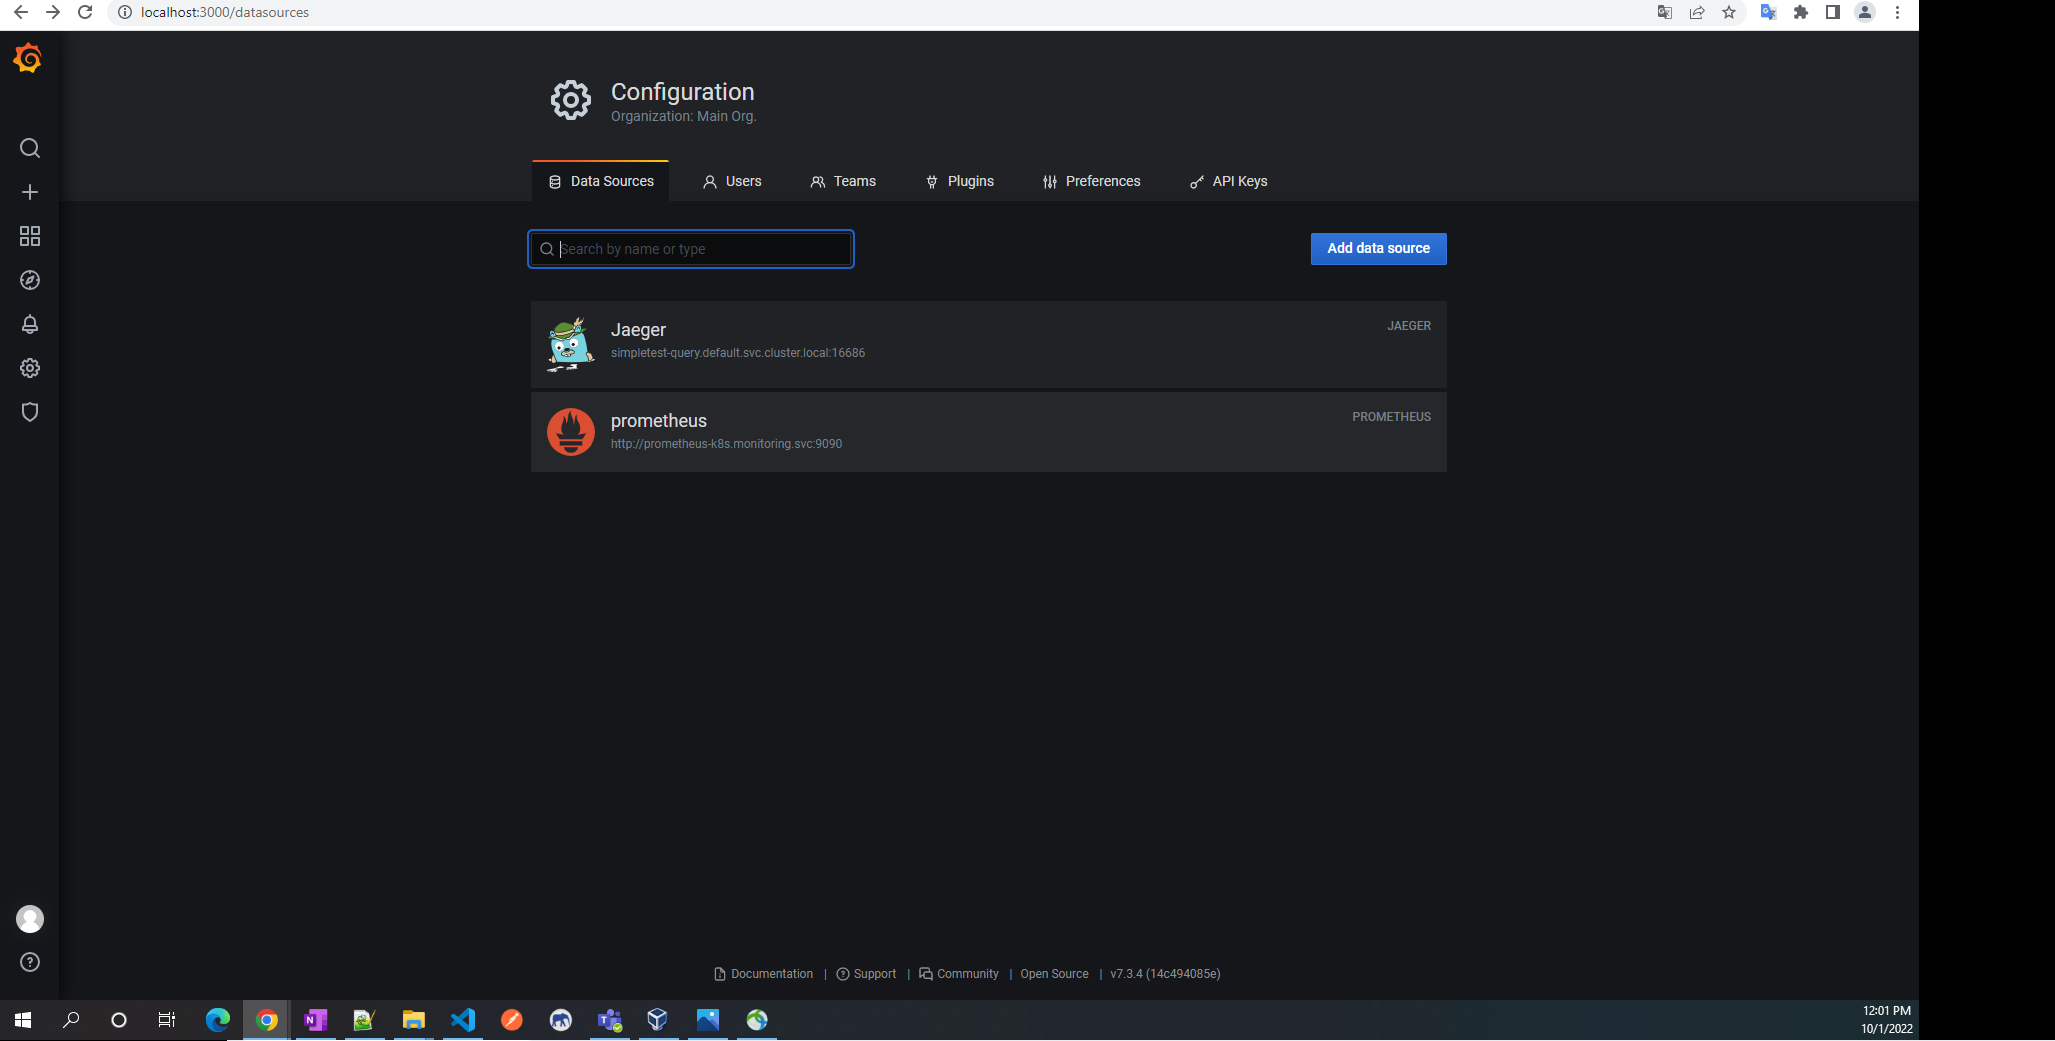 localhost:3000/datasources
Configuration
Organization: Main Org.
Data Sources
Users
Teams
Plugins
Preferences
API Keys
Search by name or type
Add data source
Jaeger
JAEGER
simpletest-query.default.svc.cluster.local:16686
prometheus
PROMETHEUS
http://prometheus-k8s.monitoring.svc:9090
Documentation | Support | Community | Open Source | v7.3.4 (14c494085e)
12:01 PM
10/1/2022